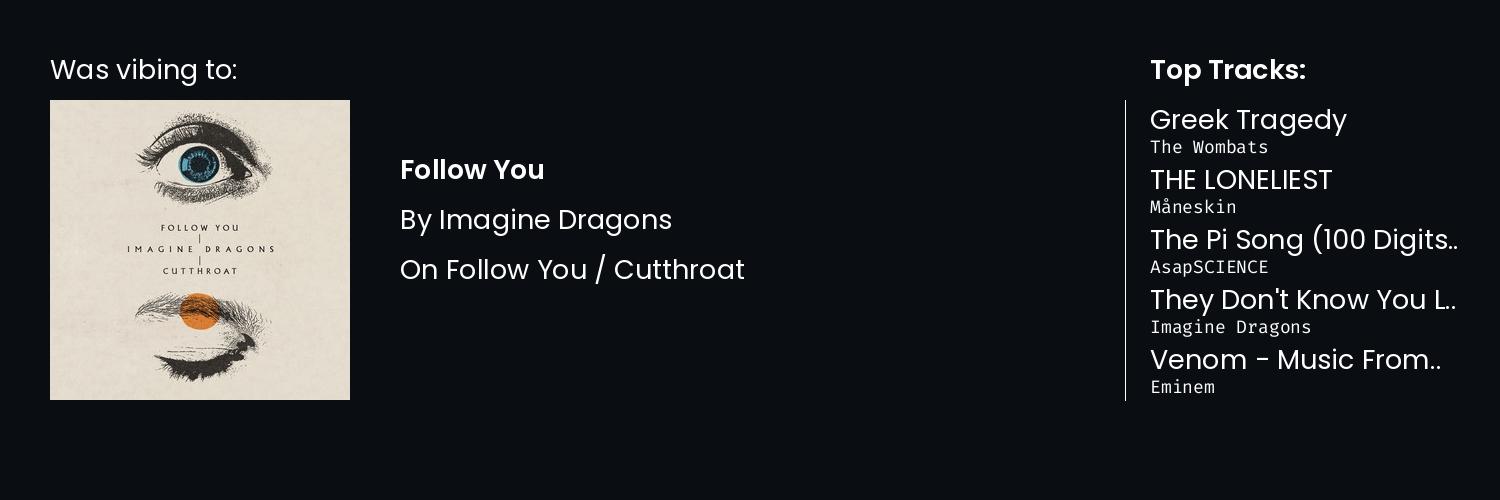 Was vibing to:
FOLLOW YOU
IMAGINE DRAGONS
CUTTHROAT
Follow You
By Imagine Dragons
On Follow You / Cutthroat
Top Tracks:
Greek Tragedy
The Wombats
THE LONELIEST
Måneskin
The Pi Song (100 Digits..
AsapSCIENCE
They Don't Know You L..
Imagine Dragons
Venom - Music From..
Eminem